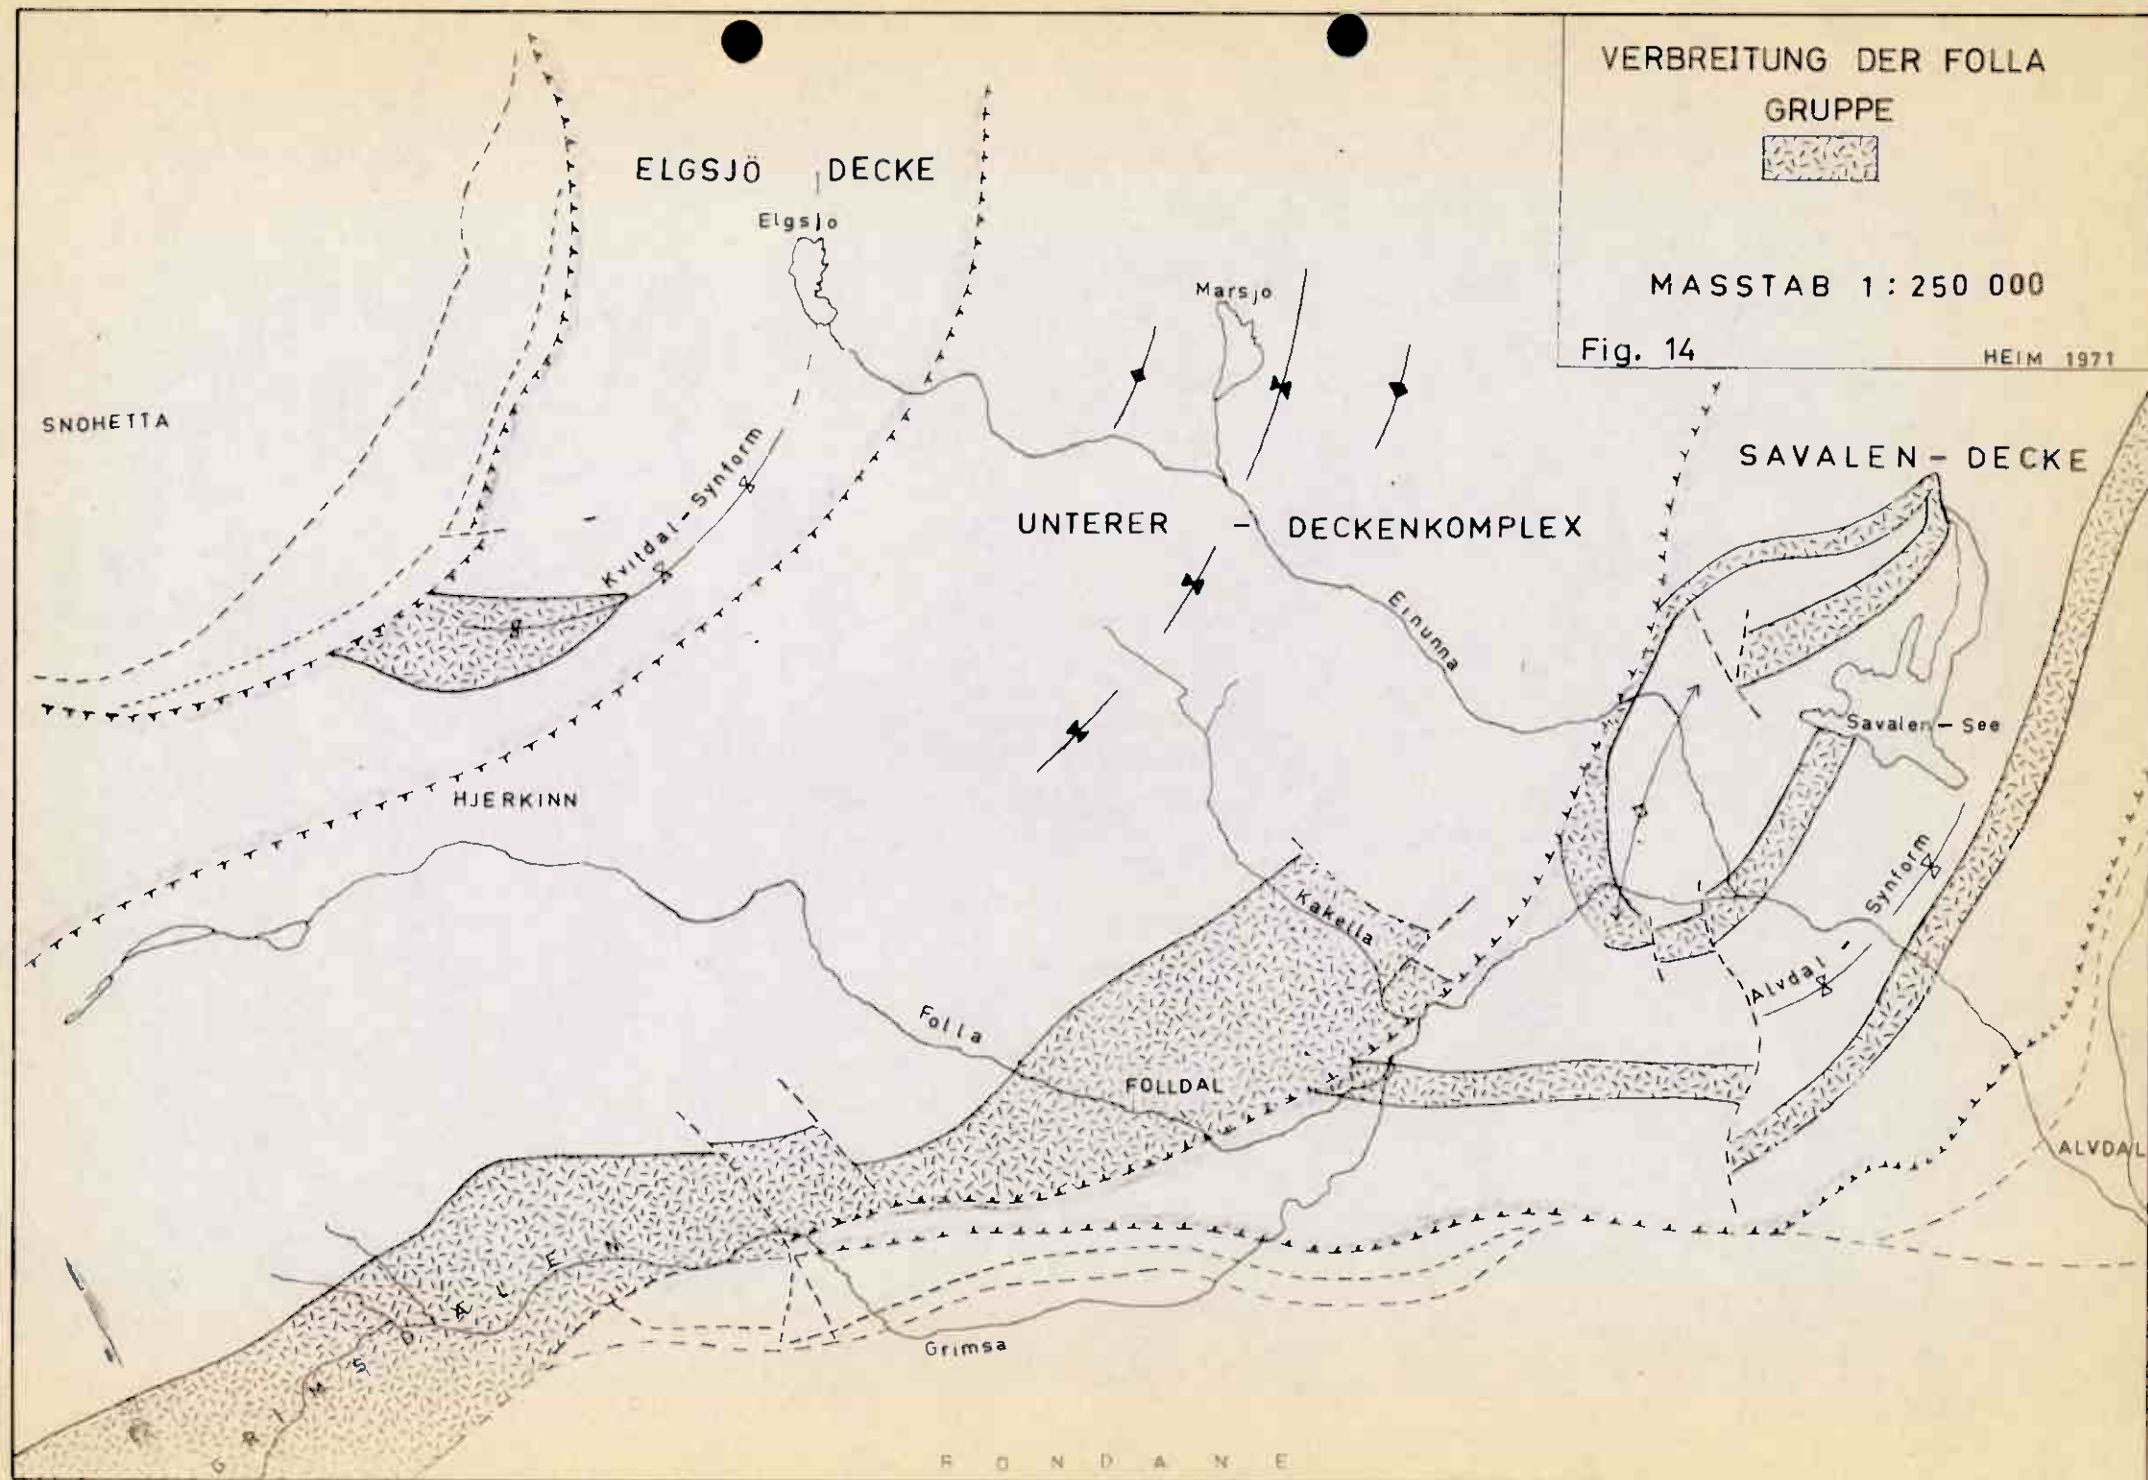 VERBREITUNG DER FOLLA
GRUPPE
MASSTAB 1 : 250 000
Fig. 14
HEIM 1971
ELGSJÖ DECKE
Elgsjo
Marsjo
SNOHETTA
SAVALEN – DECKE
Kvitdal – Synform
UNTERER – DECKENKOMPLEX
Einunna
Savalen – See
HJERKINN
Kakella
Alvdal – Synform
Folla
FOLLDAL
ALVDAL
GRIMSDALEN
Grimsa
RONDANE